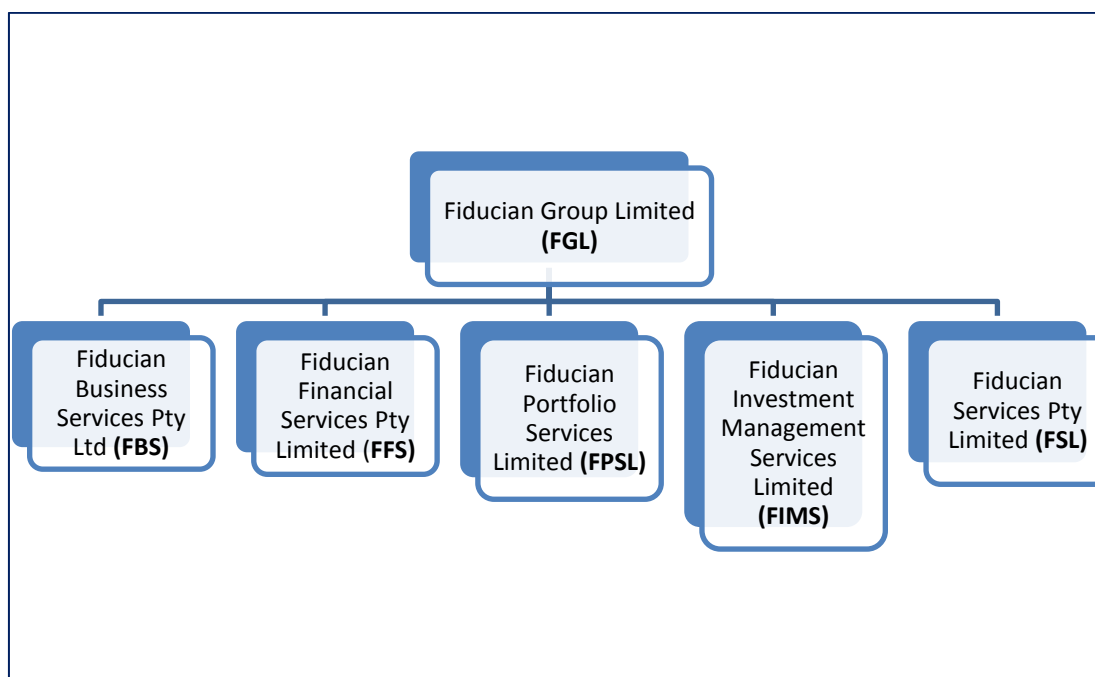 Fiducian Group Limited
(FGL)
Fiducian
Business
Services Pty
Ltd (FBS)
Fiducian
Financial
Services Pty
Limited (FFS)
Fiducian
Portfolio
Services
Limited (FPSL)
Fiducian
Investment
Management
Services
Limited
(FIMS)
Fiducian
Services Pty
Limited (FSL)